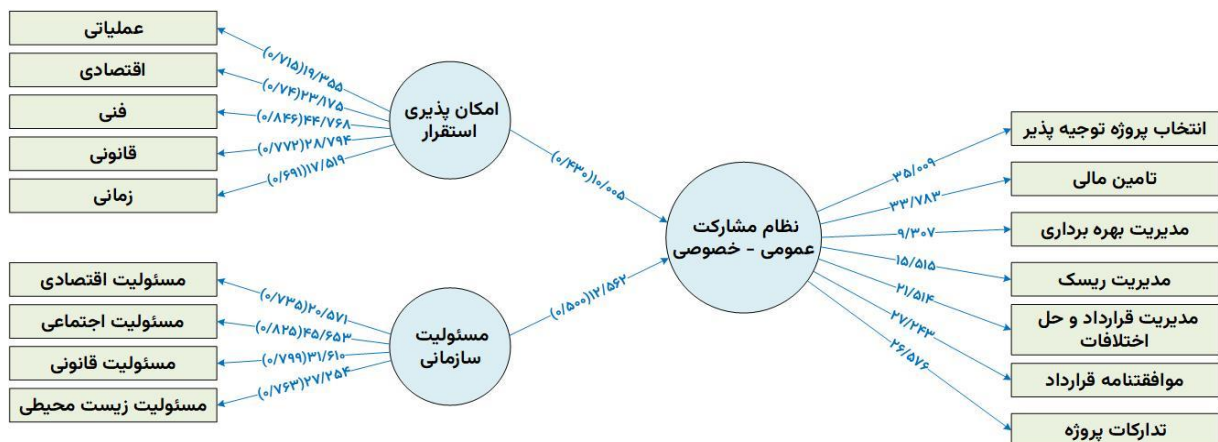 عملیاتی
اقتصادی
فنی
قانونی
زمانی
(۰/۷۱۵)۱۹/۳۵۵
(۰/۷۴)۲۳/۱۷۵
(۰/۸۴۶)۴۴/۷۶۸
(۰/۷۷۲)۲۸/۷۹۴
(۰/۶۹۱)۱۷/۵۱۹
امکان پذیری
استقرار
(۰/۴۳۰)۱۰/۰۰۵
مسئولیت اقتصادی
مسئولیت اجتماعی
مسئولیت قانونی
مسئولیت زیست محیطی
(۰/۷۳۵)۲۰/۵۷۱
(۰/۸۲۵)۴۵/۶۵۳
(۰/۷۹۹)۳۱/۶۱۰
(۰/۷۶۳)۲۷/۲۵۴
مسئولیت
سازمانی
(۰/۵۰۰)۱۲/۵۶۲
نظام مشارکت
عمومی - خصوصی
۳۵/۰۰۹
۳۳/۷۸۳
۹/۳۰۷
۱۵/۵۱۵
۲۱/۵۱۴
۲۷/۲۴۳
۲۶/۵۷۶
انتخاب پروژه توجیه پذیر
تامین مالی
مدیریت بهره برداری
مدیریت ریسک
مدیریت قرارداد و حل
اختلافات
موافقتنامه قرارداد
تدارکات پروژه